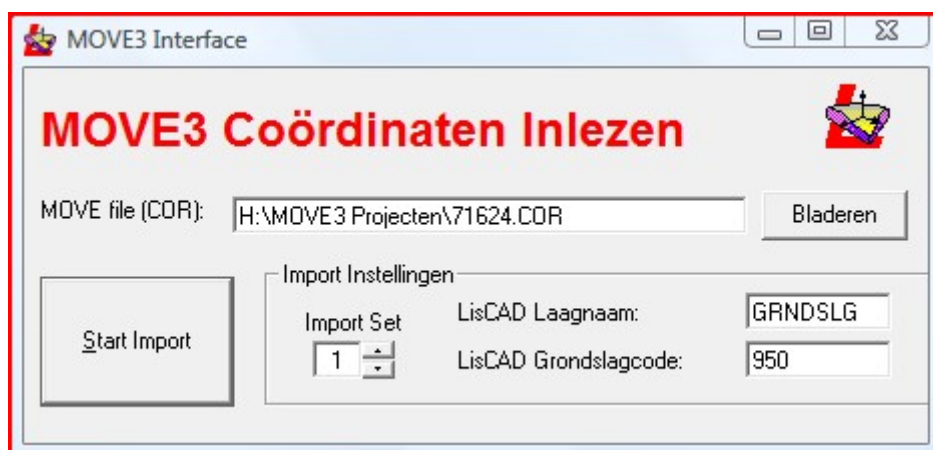 MOVE3 Interface
MOVE3 Coördinaten Inlezen
MOVE file (COR): H:\MOVE3 Projecten\71624.COR Bladeren
Import Instellingen
Start Import
Import Set
1
LisCAD Laagnaam: GRNDSLG
LisCAD Grondslagcode: 950